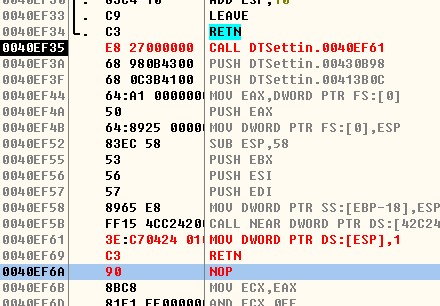 0040EF30 . 83C4 10 ADD ESP,10
0040EF33 . C9 LEAVE
0040EF34 . C3 RETN
0040EF35 E8 27000000 CALL DTSettin.0040EF61
0040EF3A 68 980B4300 PUSH DTSettin.00430B98
0040EF3F 68 0C3B4100 PUSH DTSettin.00413B0C
0040EF44 64:A1 0000000 MOV EAX,DWORD PTR FS:[0]
0040EF4A 50 PUSH EAX
0040EF4B 64:8925 0000 MOV DWORD PTR FS:[0],ESP
0040EF52 83EC 58 SUB ESP,58
0040EF55 53 PUSH EBX
0040EF56 56 PUSH ESI
0040EF57 57 PUSH EDI
0040EF58 8965 E8 MOV DWORD PTR SS:[EBP-18],ESP
0040EF5B FF15 4CC2420 CALL NEAR DWORD PTR DS:[42C24
0040EF61 3E:C70424 010 MOV DWORD PTR DS:[ESP],1
0040EF69 C3 RETN
0040EF6A 90 NOP
0040EF6B 8BC8 MOV ECX,EAX
0040EF6D 81E1 FF00000 AND ECX,0FF